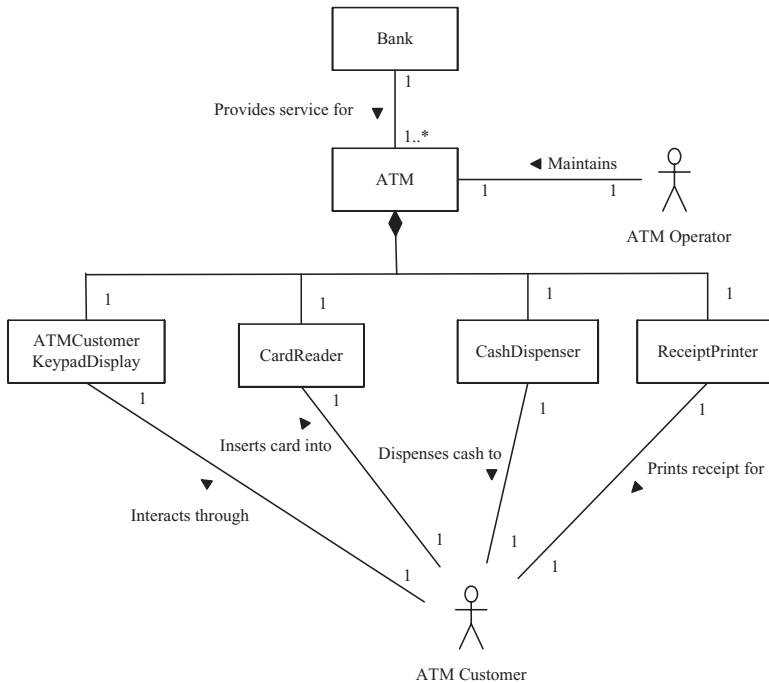 Bank
1
Provides service for
1..*
ATM
Maintains
1
1
ATM Operator
1
1
1
1
ATMCustomer
KeypadDisplay
CardReader
CashDispenser
ReceiptPrinter
1
1
1
1
Inserts card into
Dispenses cash to
Prints receipt for
Interacts through
1
1
1
1
ATM Customer